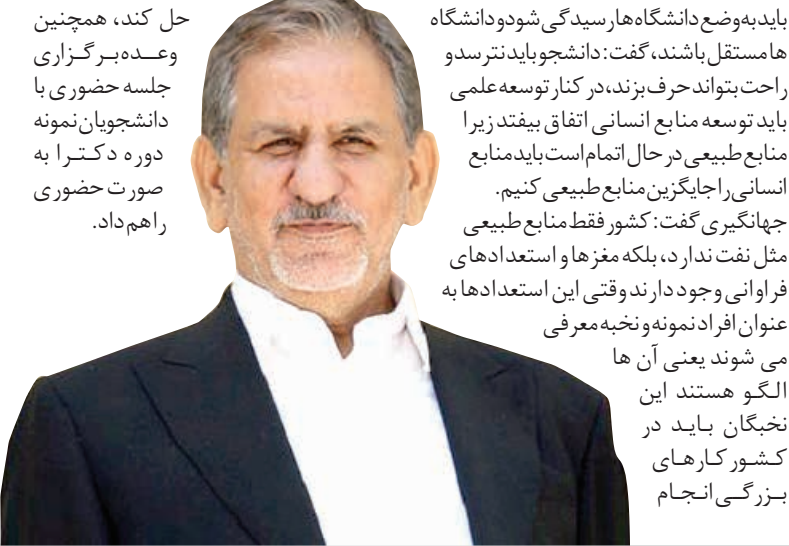 باید به وضع دانشگاه ها رسیدگی شود و دانشگاه
ها مستقل باشند، گفت: دانشجو باید نترسد و
راحت بتواند حرف بزند، در کنار توسعه علمی
باید توسعه منابع انسانی اتفاق بیفتد زیرا
منابع طبیعی در حال اتمام است باید منابع
انسانی را جایگزین منابع طبیعی کنیم.
جهانگیری گفت: کشور فقط منابع طبیعی
مثل نفت ندارد، بلکه مغزها و استعدادهای
فراوانی وجود دارند وقتی این استعدادها به
عنوان افراد نمونه و نخبه معرفی
می شوند یعنی آن ها
الگو هستند این
نخبگان باید در
کشور کارهای
بزرگی انجام
حل کند، همچنین
وعده برگزاری
جلسه حضوری با
دانشجویان نمونه
دوره دکترا به
صورت حضوری
را هم داد.